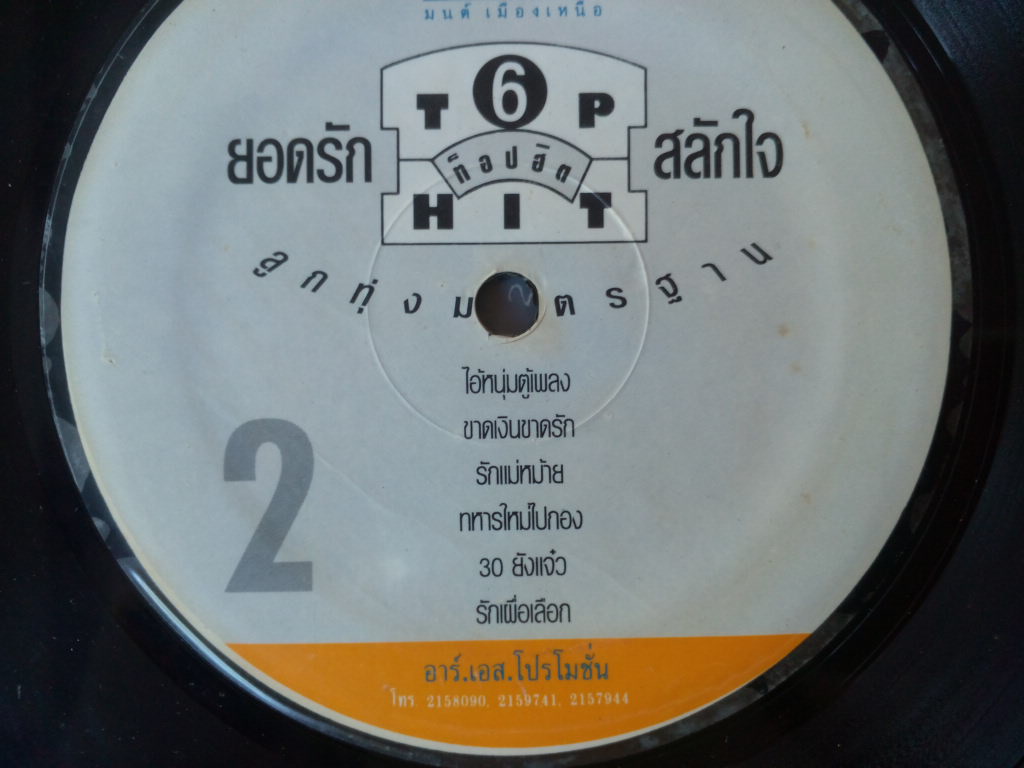 มนต์ เมืองเหนือ
6
TOP
ยอดรัก
ท็อปฮิต
สลักใจ
HIT
ลูกทุ่งมาตรฐาน
ไอ้หนุ่มตู้เพลง
ขาดเงินขาดรัก
รักแม่หม้าย
ทหารใหม่ไปกอง
30 ยังแจ๋ว
รักเผื่อเลือก
2
อาร์.เอส.โปรโมชั่น
โทร. 2158090, 2159741, 2157944